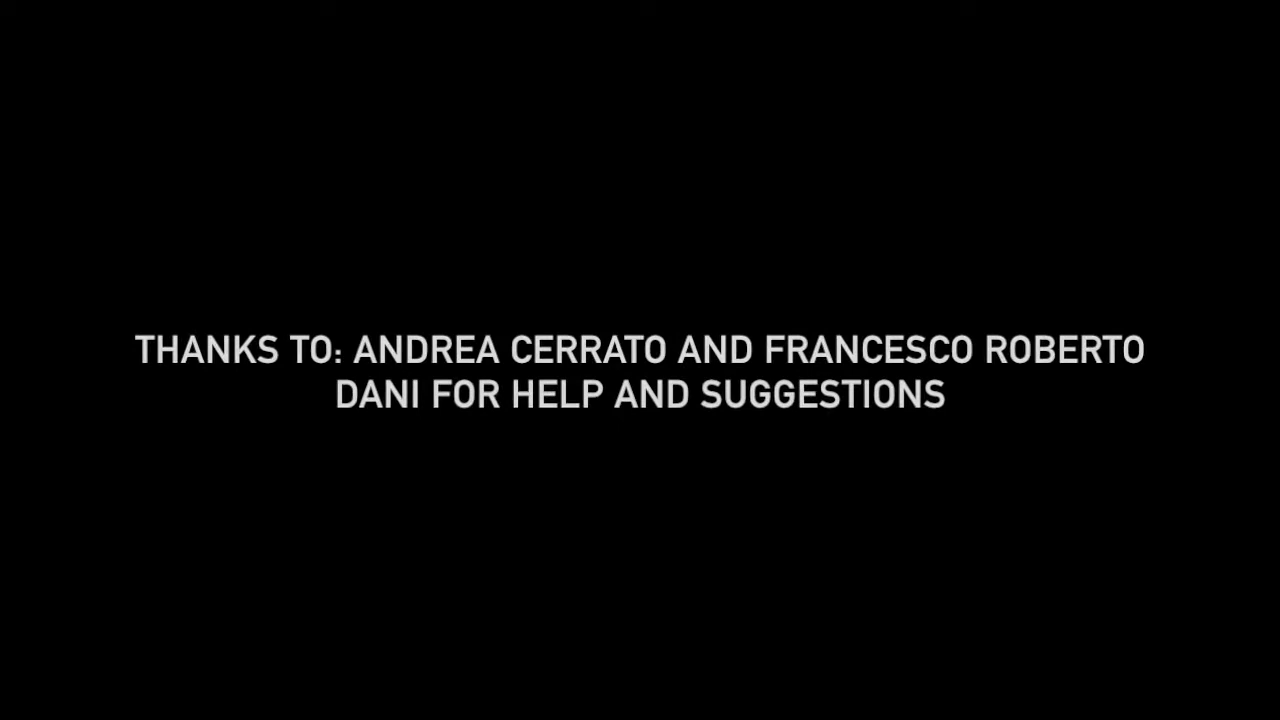 THANKS TO: ANDREA CERRATO AND FRANCESCO ROBERTO
DANI FOR HELP AND SUGGESTIONS